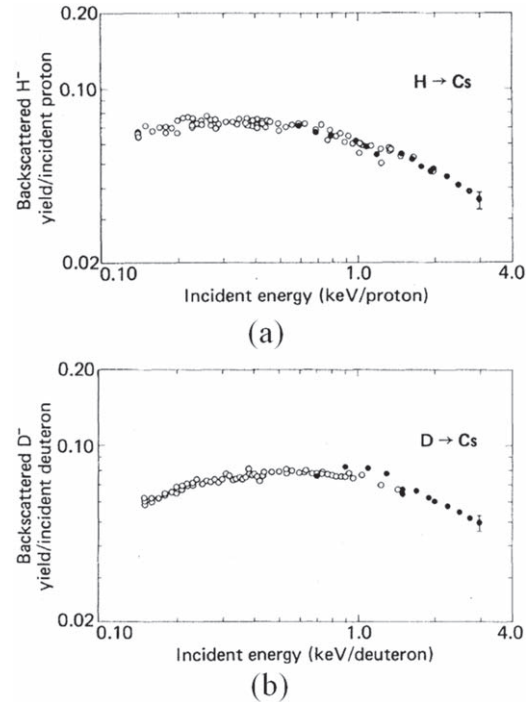 0.20
0.10
0.02
Backscattered H⁻
yield/incident proton
H → Cs
0.10
1.0
4.0
Incident energy (keV/proton)
(a)
0.20
0.10
0.02
Backscattered D⁻
yield/incident deuteron
D → Cs
0.10
1.0
4.0
Incident energy (keV/deuteron)
(b)